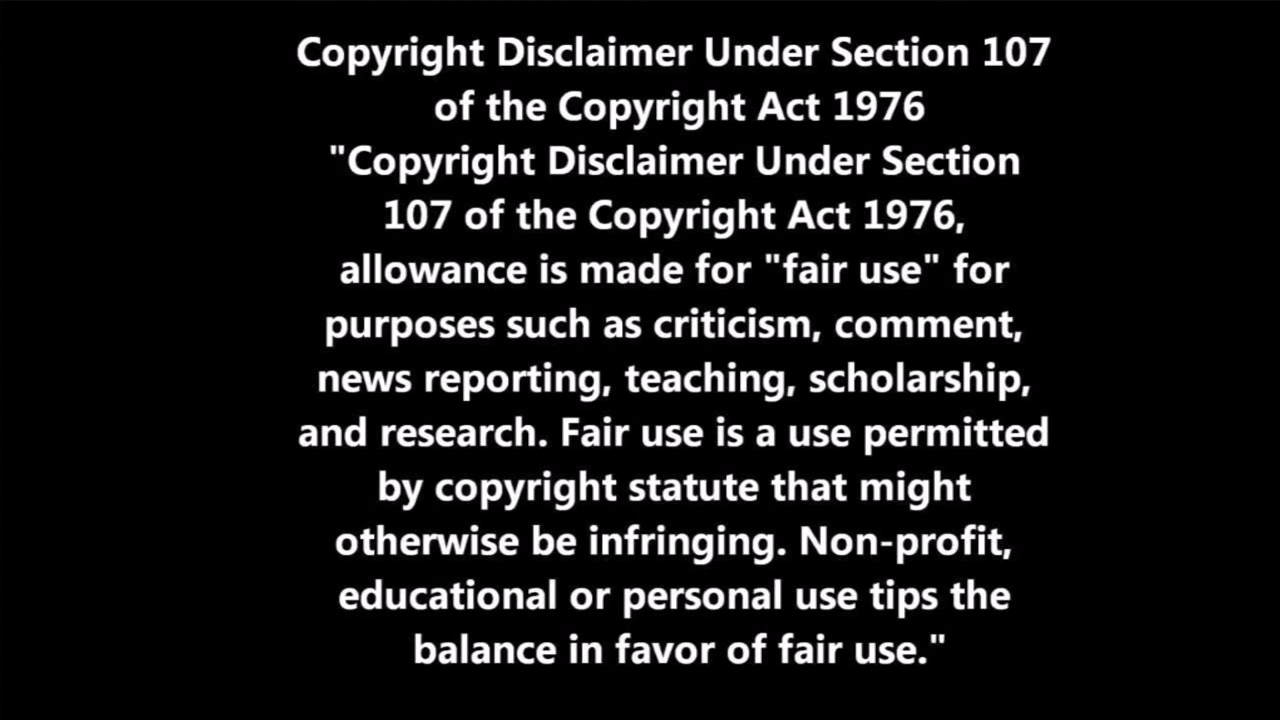 Copyright Disclaimer Under Section 107
of the Copyright Act 1976
"Copyright Disclaimer Under Section
107 of the Copyright Act 1976,
allowance is made for "fair use" for
purposes such as criticism, comment,
news reporting, teaching, scholarship,
and research. Fair use is a use permitted
by copyright statute that might
otherwise be infringing. Non-profit,
educational or personal use tips the
balance in favor of fair use."